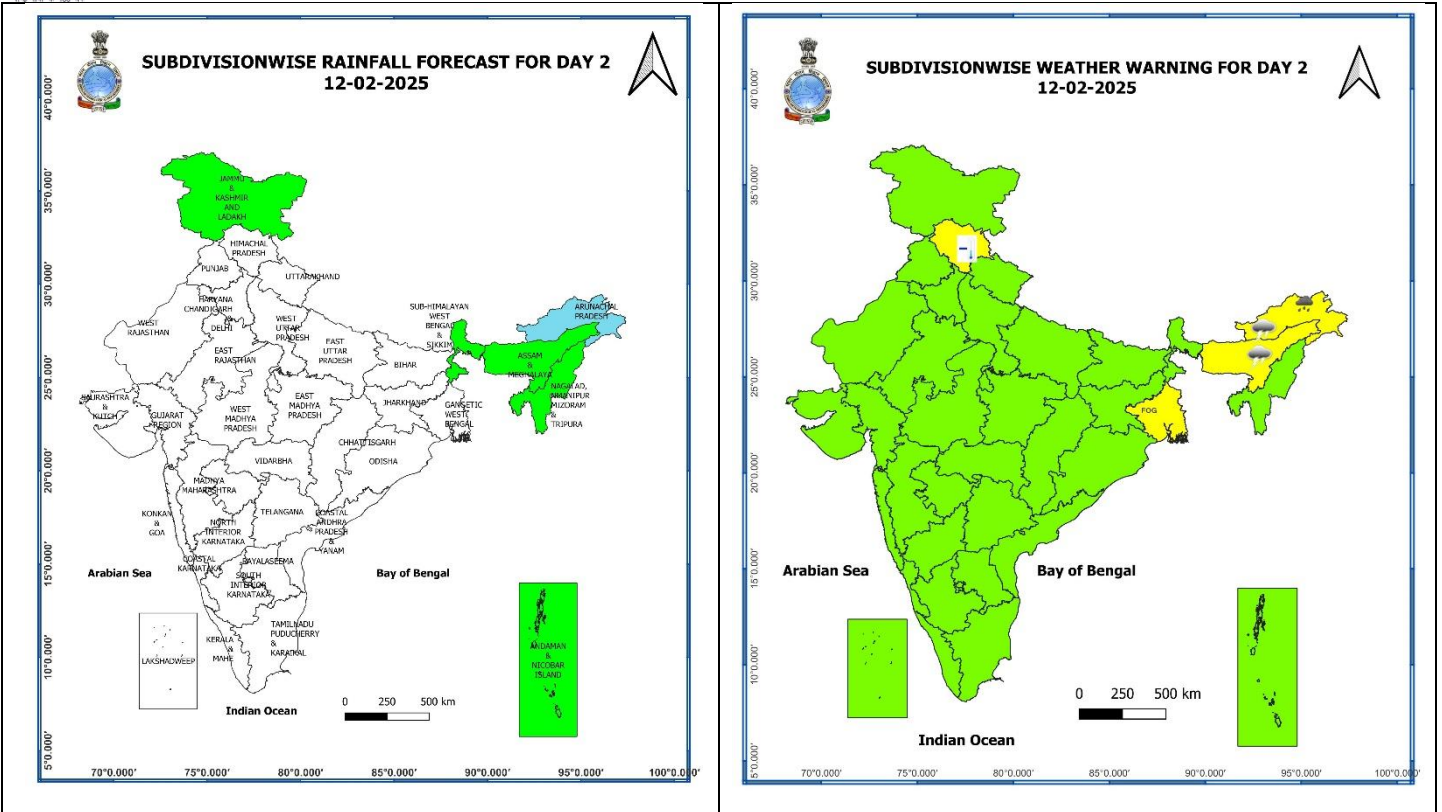 SUBDIVISIONWISE RAINFALL FORECAST FOR DAY 2
12-02-2025
40°0.000'
35°0.000'
30°0.000'
25°0.000'
20°0.000'
15°0.000'
10°0.000'
5°0.000'
JAMMU
&
KASHMIR
AND
LADAKH
HIMACHAL
PRADESH
PUNJAB
UTTARAKHAND
HARYANA
CHANDIGARH
&
DELHI
WEST
RAJASTHAN
WEST
UTTAR
PRADESH
EAST
UTTAR
PRADESH
EAST
RAJASTHAN
SUB-HIMALAYAN
WEST
BENGAL
&
SIKKIM
ARUNACHAL
PRADESH
ASSAM
&
MEGHALAYA
BIHAR
NAGALAD,
MANIPUR
MIZORAM
&
TRIPURA
SAURASHTRA
&
KUTCH
GUJARAT
REGION
WEST
MADHYA
PRADESH
EAST
MADHYA
PRADESH
JHARKHAND
GANGETIC
WEST
BENGAL
CHHATTISGARH
ODISHA
VIDARBHA
MADHYA
MAHARASHTRA
KONKAN
&
GOA
TELANGANA
NORTH
INTERIOR
KARNATAKA
COASTAL
ANDHRA
PRADESH
&
YANAM
COASTAL
KARNATAKA
RAYALASEEMA
SOUTH
INTERIOR
KARNATAKA
TAMILNADU
PUDUCHERRY
&
KARAIKAL
KERALA
&
MAHE
LAKSHADWEEP
ANDAMAN
&
NICOBAR
ISLAND
Arabian Sea
Bay of Bengal
Indian Ocean
0 250 500 km
70°0.000' 75°0.000' 80°0.000' 85°0.000' 90°0.000' 95°0.000' 100°0.000'
SUBDIVISIONWISE WEATHER WARNING FOR DAY 2
12-02-2025
40°0.000'
35°0.000'
30°0.000'
25°0.000'
20°0.000'
15°0.000'
10°0.000'
5°0.000'
FOG
Arabian Sea
Bay of Bengal
Indian Ocean
0 250 500 km
70°0.000' 75°0.000' 80°0.000' 85°0.000' 90°0.000' 95°0.000' 100°0.000'